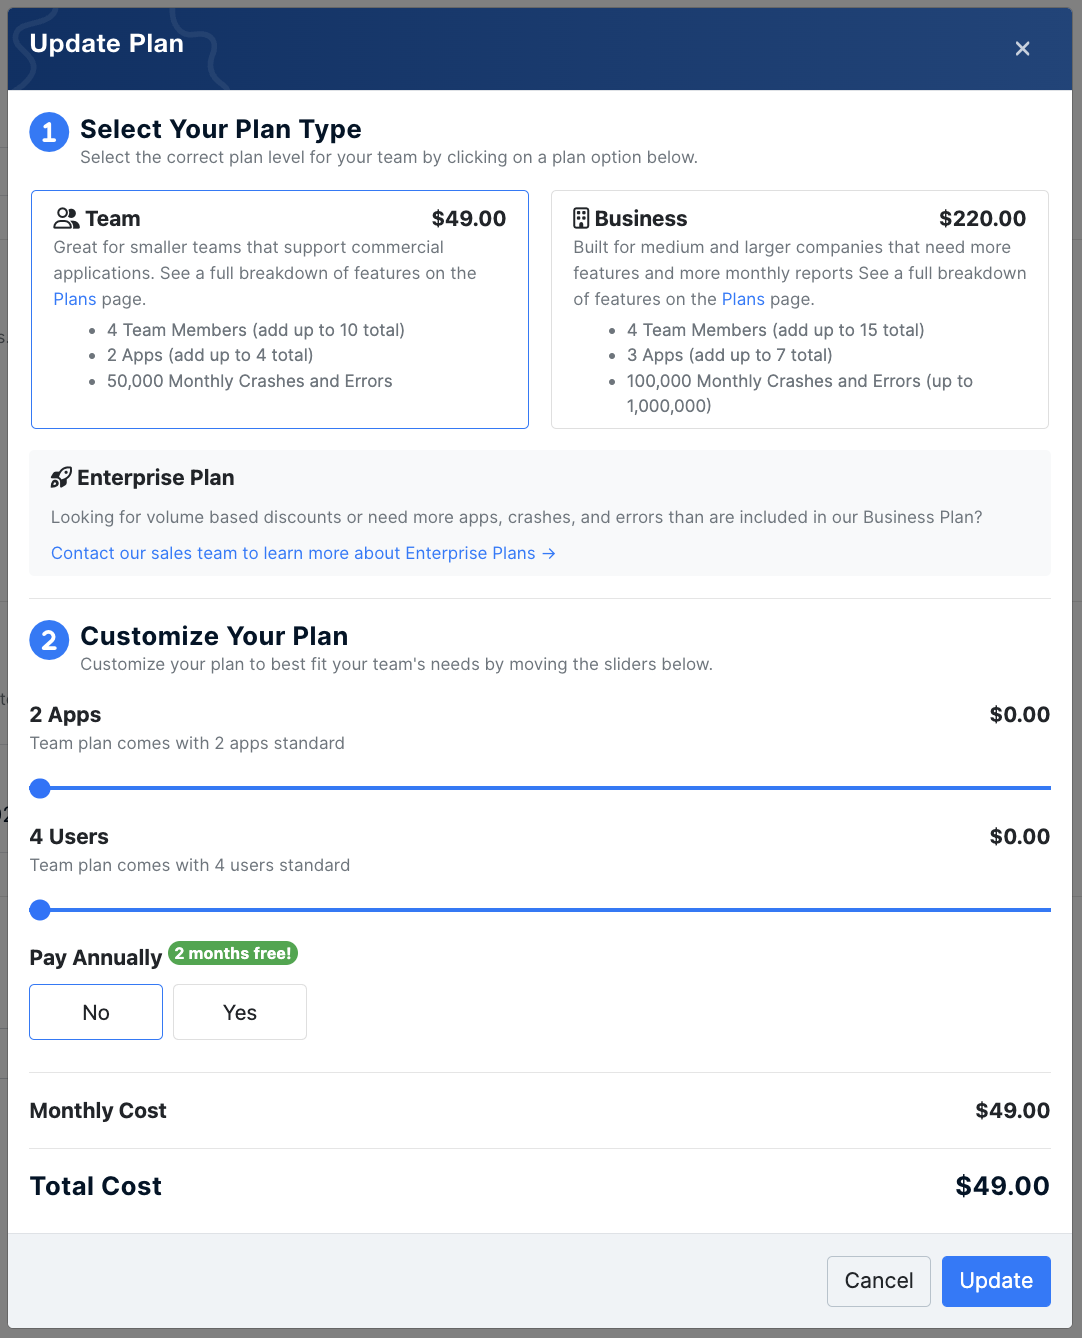 Update Plan
×
1
Select Your Plan Type
Select the correct plan level for your team by clicking on a plan option below.
Team
$49.00
Great for smaller teams that support commercial
applications. See a full breakdown of features on the
Plans page.
• 4 Team Members (add up to 10 total)
• 2 Apps (add up to 4 total)
• 50,000 Monthly Crashes and Errors
Business
$220.00
Built for medium and larger companies that need more
features and more monthly reports See a full breakdown
of features on the Plans page.
• 4 Team Members (add up to 15 total)
• 3 Apps (add up to 7 total)
• 100,000 Monthly Crashes and Errors (up to
1,000,000)
Enterprise Plan
Looking for volume based discounts or need more apps, crashes, and errors than are included in our Business Plan?
Contact our sales team to learn more about Enterprise Plans →
2
Customize Your Plan
Customize your plan to best fit your team's needs by moving the sliders below.
2 Apps
$0.00
Team plan comes with 2 apps standard
4 Users
$0.00
Team plan comes with 4 users standard
Pay Annually 2 months free!
No
Yes
Monthly Cost
$49.00
Total Cost
$49.00
Cancel
Update